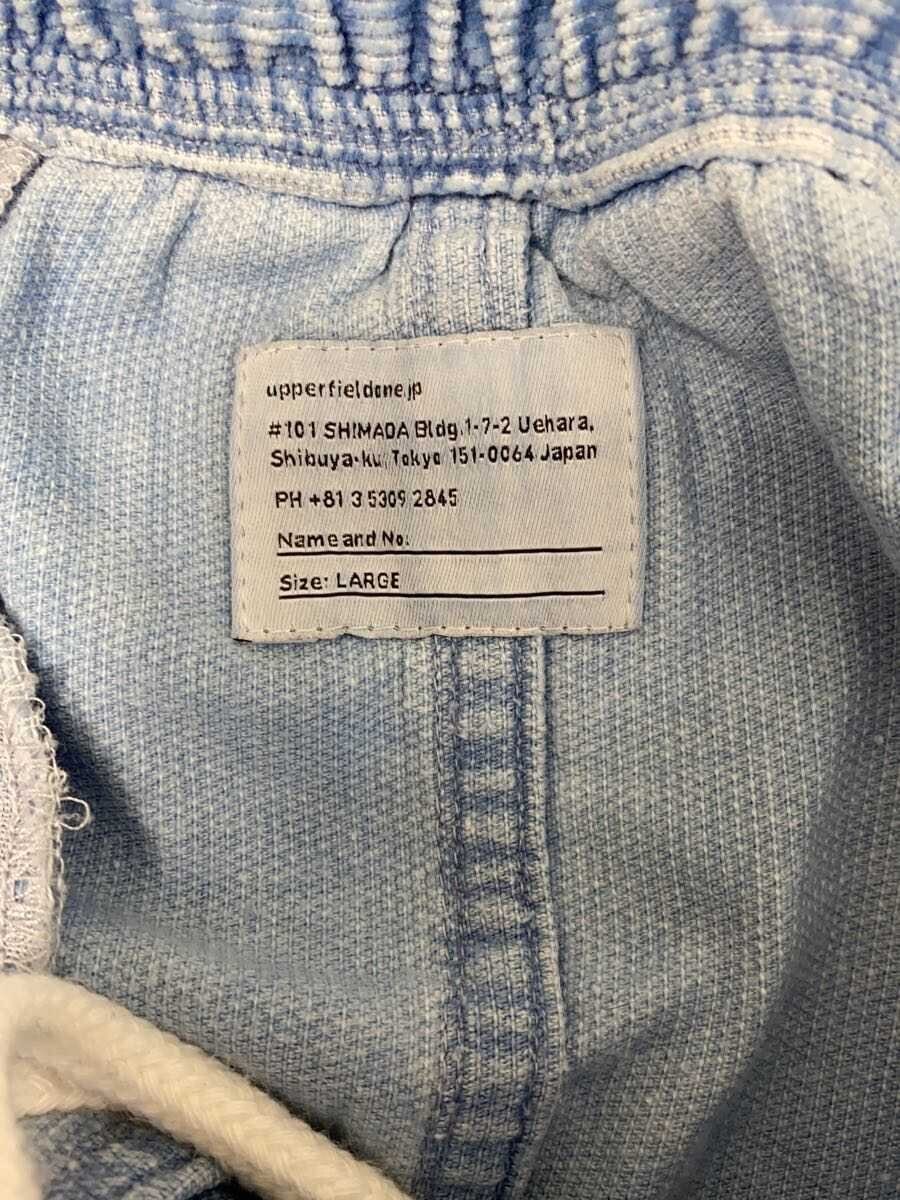 upperfieldone.jp
#101 SHIMADA Bldg.1-7-2 Uehara,
Shibuya-ku, Tokyo 151-0064 Japan
PH +81 3 5309 2845
Name and No:
Size: LARGE